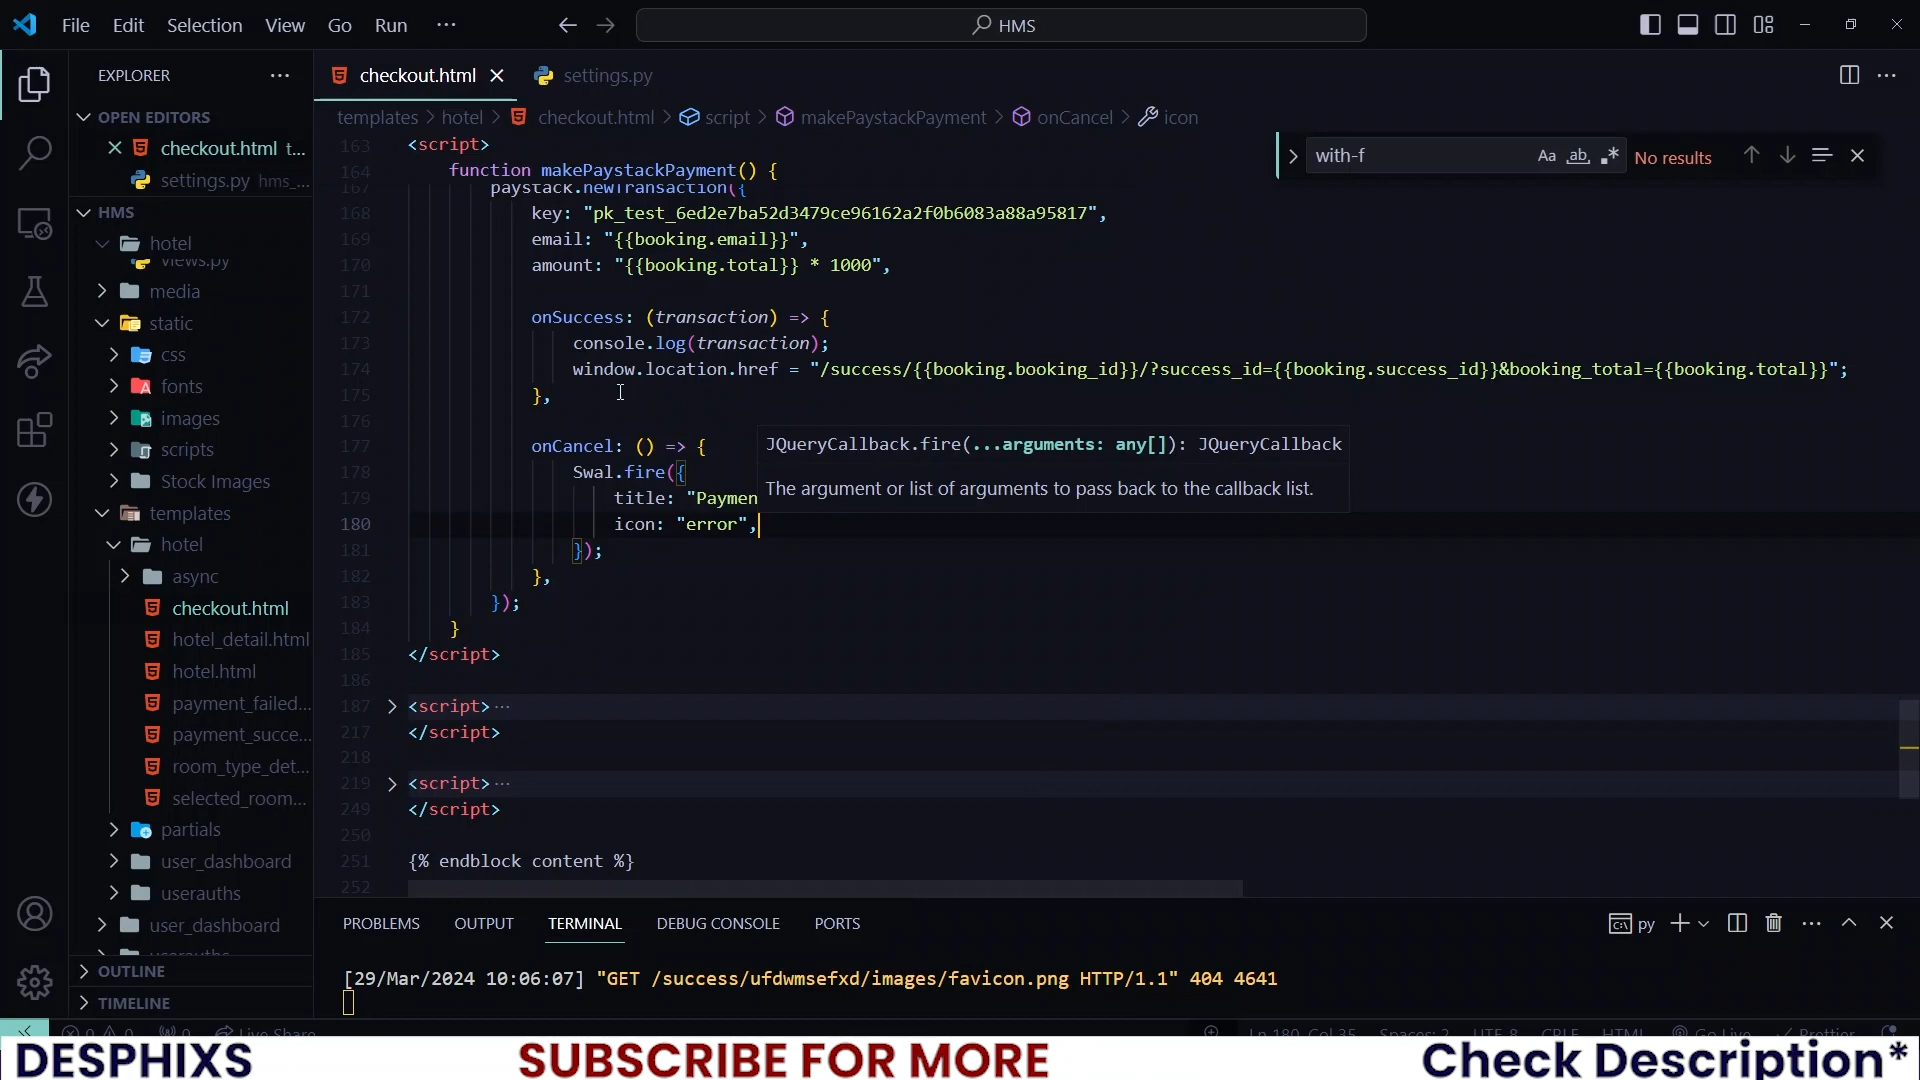 File Edit Selection View Go Run ··· HMS
EXPLORER ···
checkout.html settings.py
OPEN EDITORS
checkout.html t...
settings.py hms_...
HMS
hotel
views.py
media
static
css
fonts
images
scripts
Stock Images
templates
hotel
async
checkout.html
hotel_detail.html
hotel.html
payment_failed...
payment_succe...
room_type_det...
selected_room...
partials
user_dashboard
userauths
user_dashboard
OUTLINE
TIMELINE
templates > hotel > checkout.html > script > makePaystackPayment > onCancel > icon
with-f Aa ab .* No results
163 <script>
164 function makePaystackPayment() {
167 paystack.newTransaction({
168 key: "pk_test_6ed2e7ba52d3479ce96162a2f0b6083a88a95817",
169 email: "{{booking.email}}",
170 amount: "{{booking.total}} * 1000",
171
172 onSuccess: (transaction) => {
173 console.log(transaction);
174 window.location.href = "/success/{{booking.booking_id}}/?success_id={{booking.success_id}}&booking_total={{booking.total}}";
175 },
176
177 onCancel: () => {
JQueryCallback.fire(...arguments: any[]): JQueryCallback
178 Swal.fire({
The argument or list of arguments to pass back to the callback list.
179 title: "Paymen
180 icon: "error",
181 });
182 },
183 });
184 }
185 </script>
186
187 <script>···
217 </script>
218
219 <script>···
249 </script>
250
251 {% endblock content %}
252
PROBLEMS OUTPUT TERMINAL DEBUG CONSOLE PORTS py
[29/Mar/2024 10:06:07] "GET /success/ufdwmsefxd/images/favicon.png HTTP/1.1" 404 4641
DESPHIXS SUBSCRIBE FOR MORE Check Description*